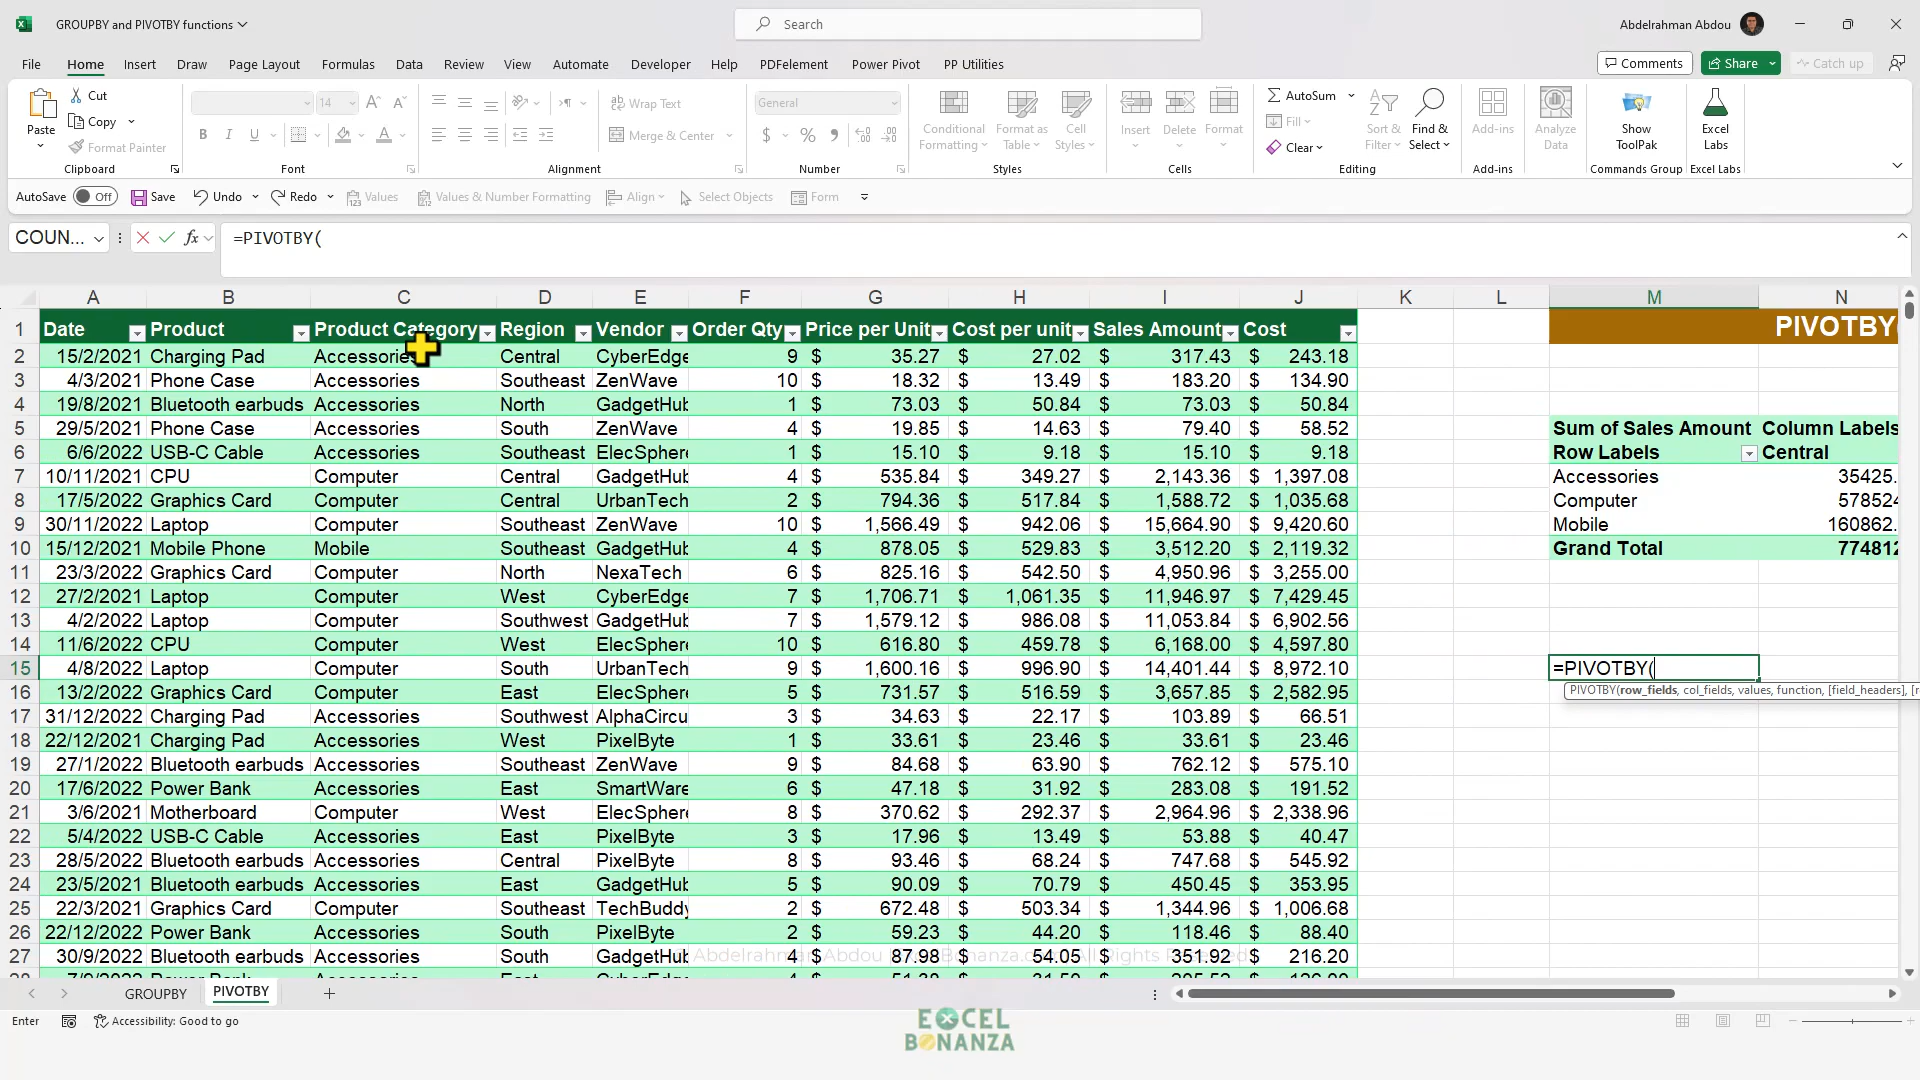 GROUPBY and PIVOTBY functions
Search
Abdelrahman Abdou
File Home Insert Draw Page Layout Formulas Data Review View Automate Developer Help PDFelement Power Pivot PP Utilities
Comments Share Catch up
Paste Cut Copy Format Painter
Clipboard
14
B I U A
Font
Wrap Text
Merge & Center
Alignment
General
$ % 9
Number
Conditional Formatting Format as Table Cell Styles
Styles
Insert Delete Format
Cells
AutoSum Fill Clear
Sort & Filter Find & Select
Editing
Add-ins
Add-ins
Analyze Data
Show ToolPak
Commands Group
Excel Labs
Excel Labs
AutoSave Off Save Undo Redo Values Values & Number Formatting Align Select Objects Form
COUN... fx =PIVOTBY(
A B C D E F G H I J K L M N
1 Date Product Product Category Region Vendor Order Qty Price per Unit Cost per unit Sales Amount Cost PIVOTBY(
2 15/2/2021 Charging Pad Accessories Central CyberEdge 9 $ 35.27 $ 27.02 $ 317.43 $ 243.18
3 4/3/2021 Phone Case Accessories Southeast ZenWave 10 $ 18.32 $ 13.49 $ 183.20 $ 134.90
4 19/8/2021 Bluetooth earbuds Accessories North GadgetHub 1 $ 73.03 $ 50.84 $ 73.03 $ 50.84
5 29/5/2021 Phone Case Accessories South ZenWave 4 $ 19.85 $ 14.63 $ 79.40 $ 58.52 Sum of Sales Amount Column Labels
6 6/6/2022 USB-C Cable Accessories Southeast ElecSphere 1 $ 15.10 $ 9.18 $ 15.10 $ 9.18 Row Labels Central
7 10/11/2021 CPU Computer Central GadgetHub 4 $ 535.84 $ 349.27 $ 2,143.36 $ 1,397.08 Accessories 35425.
8 17/5/2022 Graphics Card Computer Central UrbanTech 2 $ 794.36 $ 517.84 $ 1,588.72 $ 1,035.68 Computer 578524
9 30/11/2022 Laptop Computer Southeast ZenWave 10 $ 1,566.49 $ 942.06 $ 15,664.90 $ 9,420.60 Mobile 160862.
10 15/12/2021 Mobile Phone Mobile Southeast GadgetHub 4 $ 878.05 $ 529.83 $ 3,512.20 $ 2,119.32 Grand Total 774812
11 23/3/2022 Graphics Card Computer North NexaTech 6 $ 825.16 $ 542.50 $ 4,950.96 $ 3,255.00
12 27/2/2021 Laptop Computer West CyberEdge 7 $ 1,706.71 $ 1,061.35 $ 11,946.97 $ 7,429.45
13 4/2/2022 Laptop Computer Southwest GadgetHub 7 $ 1,579.12 $ 986.08 $ 11,053.84 $ 6,902.56
14 11/6/2022 CPU Computer West ElecSphere 10 $ 616.80 $ 459.78 $ 6,168.00 $ 4,597.80
15 4/8/2022 Laptop Computer South UrbanTech 9 $ 1,600.16 $ 996.90 $ 14,401.44 $ 8,972.10 =PIVOTBY(
PIVOTBY(row_fields, col_fields, values, function, [field_headers], [r
16 13/2/2022 Graphics Card Computer East ElecSphere 5 $ 731.57 $ 516.59 $ 3,657.85 $ 2,582.95
17 31/12/2022 Charging Pad Accessories Southwest AlphaCircu 3 $ 34.63 $ 22.17 $ 103.89 $ 66.51
18 22/12/2021 Charging Pad Accessories West PixelByte 1 $ 33.61 $ 23.46 $ 33.61 $ 23.46
19 27/1/2022 Bluetooth earbuds Accessories Southeast ZenWave 9 $ 84.68 $ 63.90 $ 762.12 $ 575.10
20 17/6/2022 Power Bank Accessories East SmartWare 6 $ 47.18 $ 31.92 $ 283.08 $ 191.52
21 3/6/2021 Motherboard Computer West ElecSphere 8 $ 370.62 $ 292.37 $ 2,964.96 $ 2,338.96
22 5/4/2022 USB-C Cable Accessories East PixelByte 3 $ 17.96 $ 13.49 $ 53.88 $ 40.47
23 28/5/2022 Bluetooth earbuds Accessories Central PixelByte 8 $ 93.46 $ 68.24 $ 747.68 $ 545.92
24 23/5/2021 Bluetooth earbuds Accessories East GadgetHub 5 $ 90.09 $ 70.79 $ 450.45 $ 353.95
25 22/3/2021 Graphics Card Computer Southeast TechBuddy 2 $ 672.48 $ 503.34 $ 1,344.96 $ 1,006.68
26 22/12/2022 Power Bank Accessories South PixelByte 2 $ 59.23 $ 44.20 $ 118.46 $ 88.40
27 30/9/2022 Bluetooth earbuds Accessories South GadgetHub 4 $ 87.98 $ 54.05 $ 351.92 $ 216.20
GROUPBY PIVOTBY
Enter Accessibility: Good to go
EXCEL
BONANZA